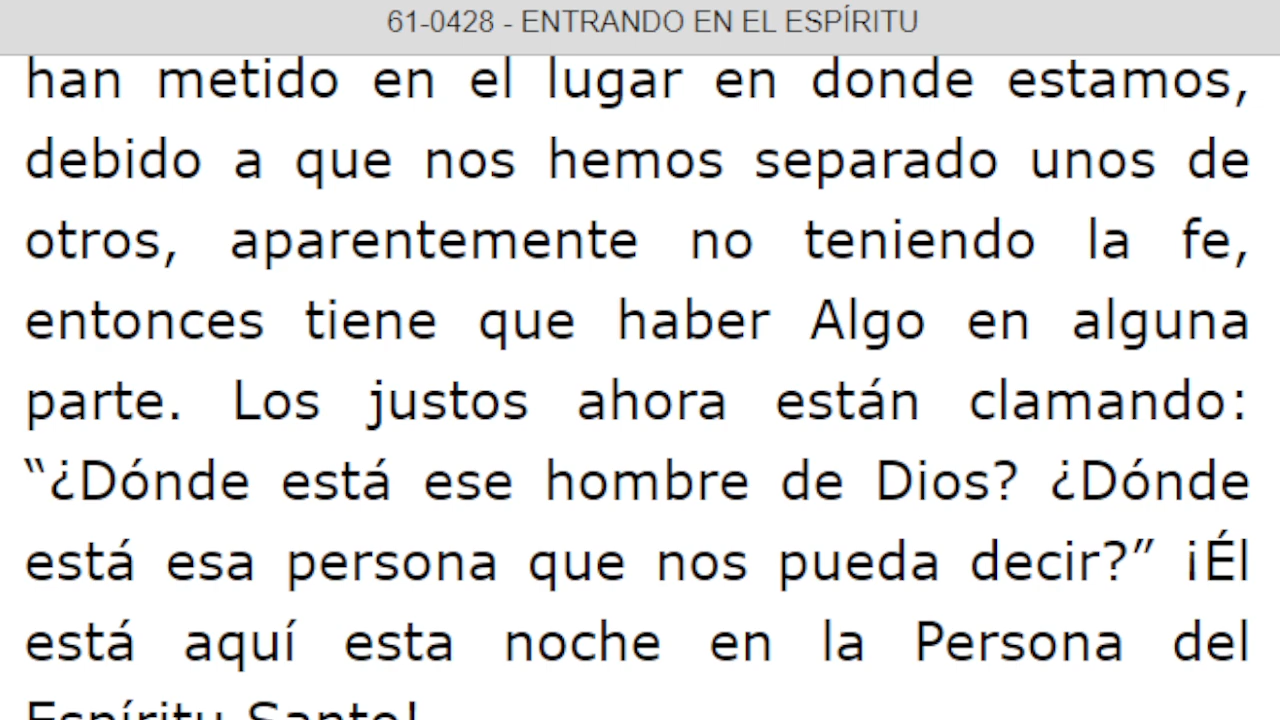 61-0428 - ENTRANDO EN EL ESPÍRITU
han metido en el lugar en donde estamos,
debido a que nos hemos separado unos de
otros, aparentemente no teniendo la fe,
entonces tiene que haber Algo en alguna
parte. Los justos ahora están clamando:
“¿Dónde está ese hombre de Dios? ¿Dónde
está esa persona que nos pueda decir?” ¡Él
está aquí esta noche en la Persona del
Espíritu Santo!